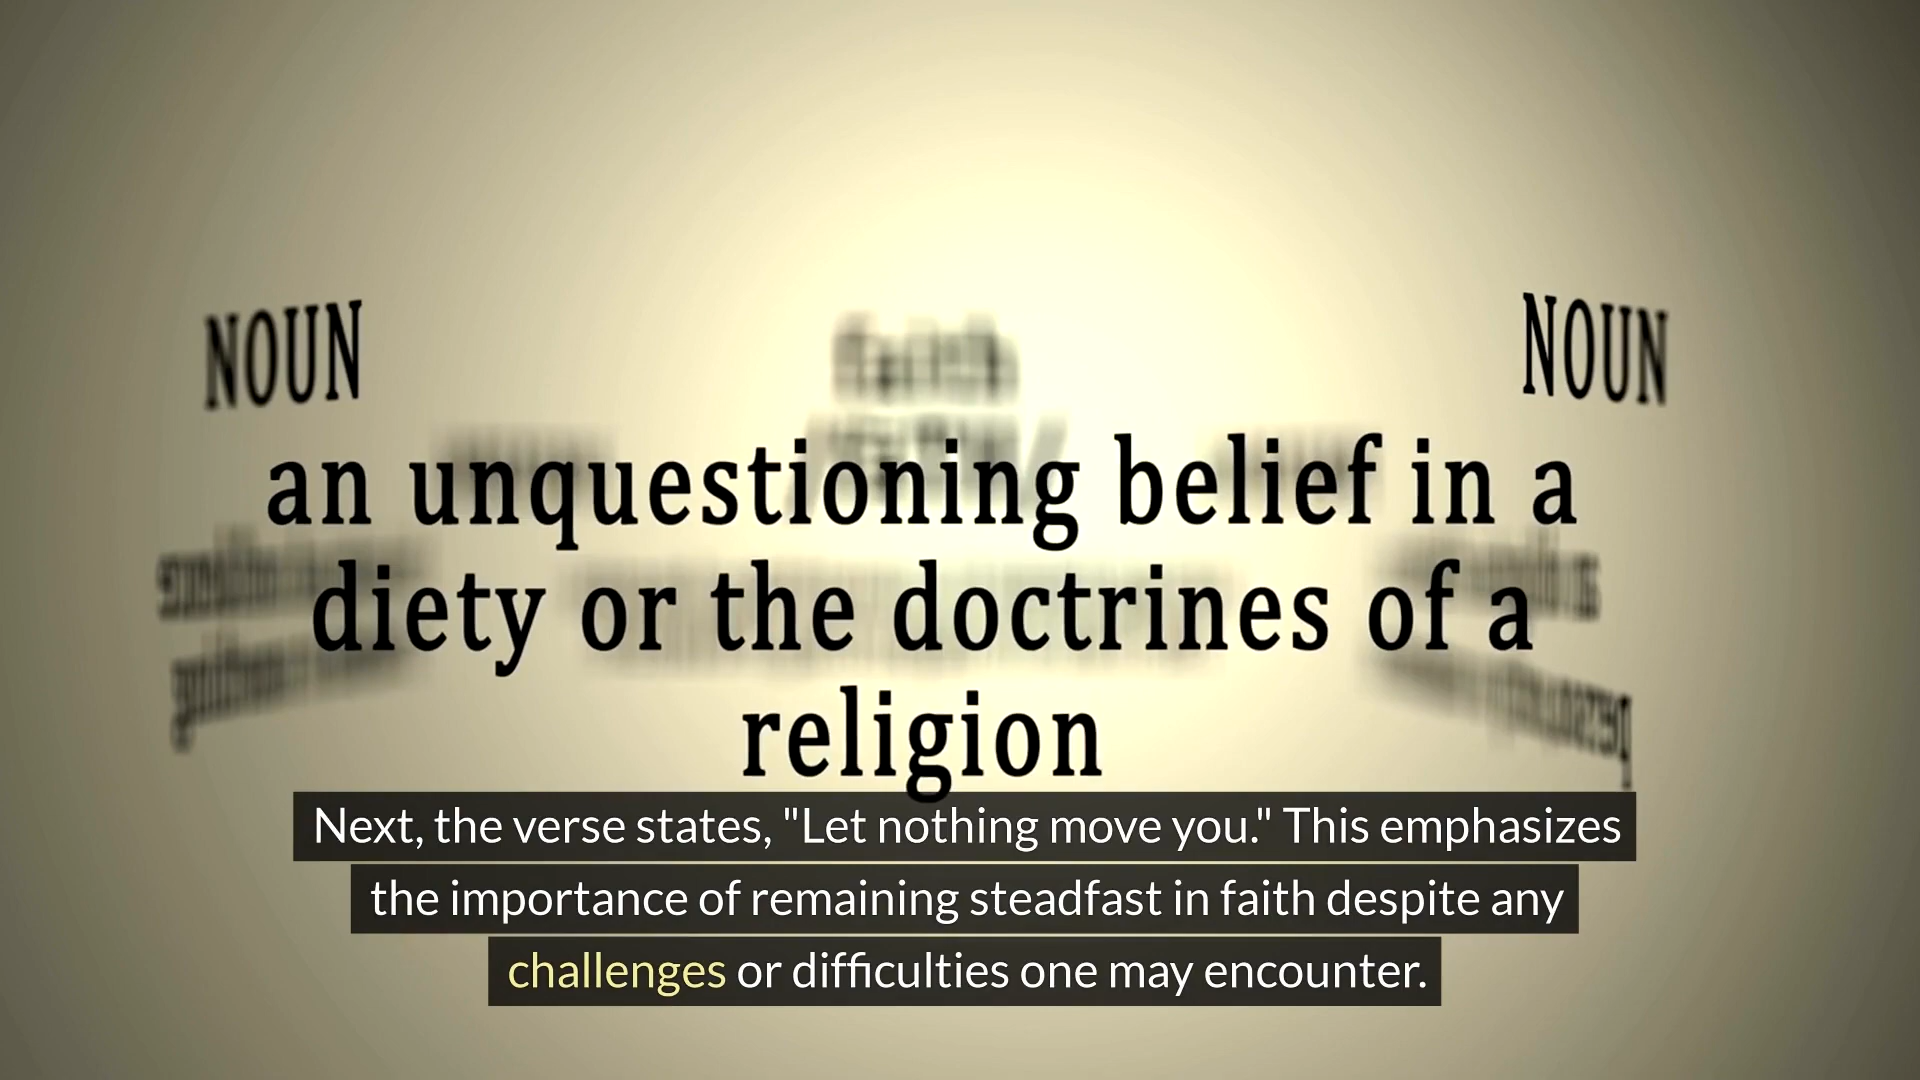 NOUN
NOUN
an unquestioning belief in a
diety or the doctrines of a
religion
Next, the verse states, "Let nothing move you." This emphasizes
the importance of remaining steadfast in faith despite any
challenges or difficulties one may encounter.